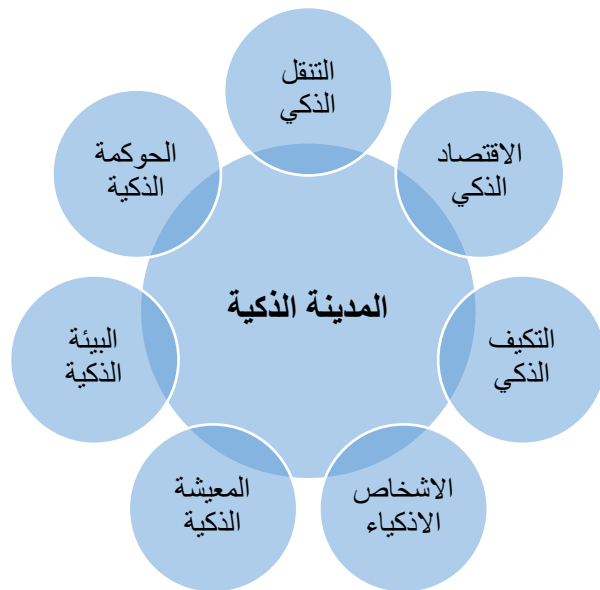 التنقل
الذكي
الاقتصاد
الذكي
الحوكمة
الذكية
المدينة الذكية
التكيف
الذكي
البيئة
الذكية
الاشخاص
الاذكياء
المعيشة
الذكية